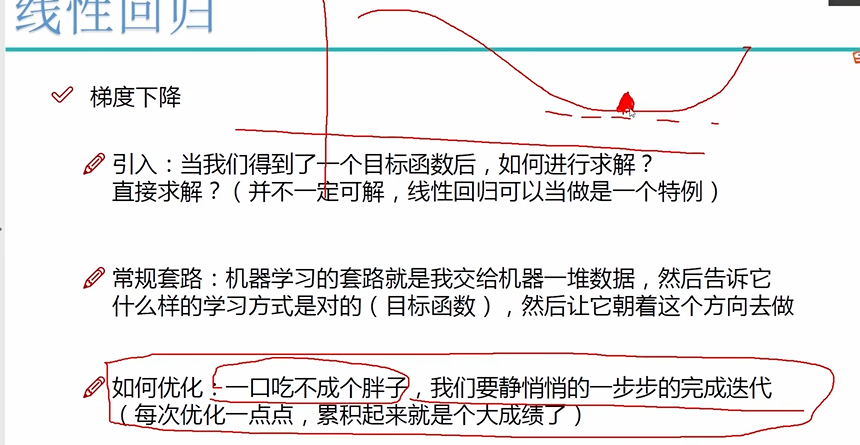 线性回归
梯度下降
引入：当我们得到了一个目标函数后，如何进行求解？
直接求解？（并不一定可解，线性回归可以当做是一个特例）
常规套路：机器学习的套路就是我交给机器一堆数据，然后告诉它
什么样的学习方式是对的（目标函数），然后让它朝着这个方向去做
如何优化：一口吃不成个胖子，我们要静悄悄的一步步的完成迭代
（每次优化一点点，累积起来就是个大成绩了）